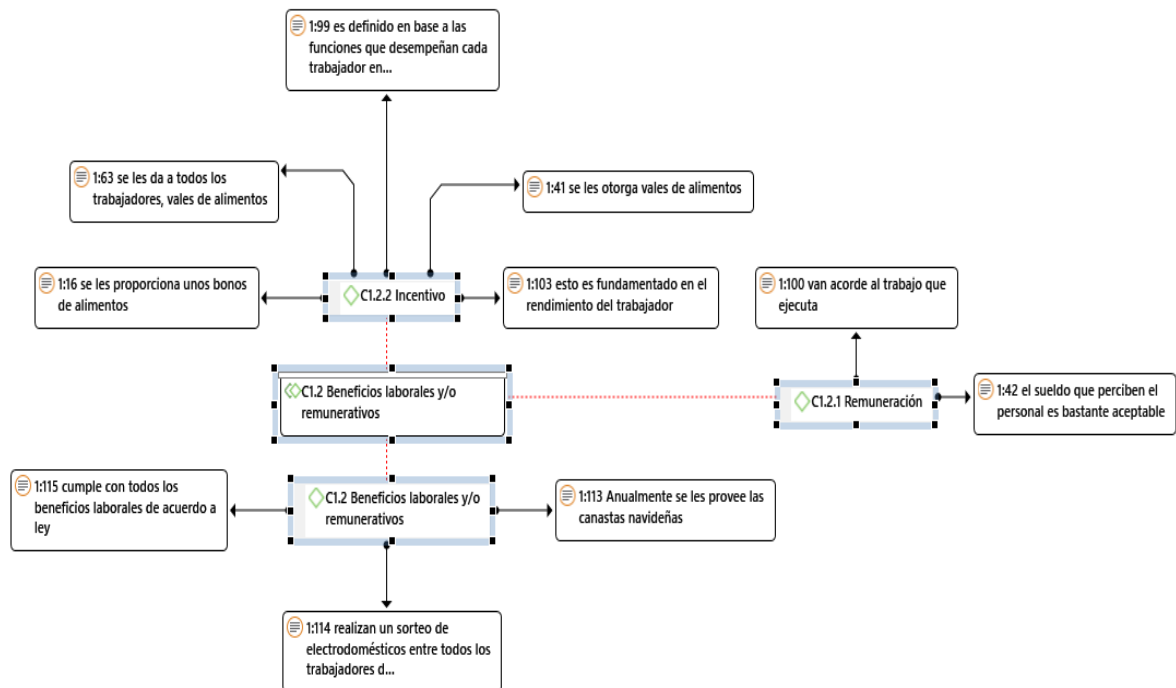 1:99 es definido en base a las
funciones que desempeñan cada
trabajador en...
1:63 se les da a todos los
trabajadores, vales de alimentos
1:41 se les otorga vales de alimentos
1:16 se les proporciona unos bonos
de alimentos
C1.2.2 Incentivo
1:103 esto es fundamentado en el
rendimiento del trabajador
1:100 van acorde al trabajo que
ejecuta
C1.2 Beneficios laborales y/o
remunerativos
C1.2.1 Remuneración
1:42 el sueldo que perciben el
personal es bastante aceptable
1:115 cumple con todos los
beneficios laborales de acuerdo a
ley
C1.2 Beneficios laborales y/o
remunerativos
1:113 Anualmente se les provee las
canastas navideñas
1:114 realizan un sorteo de
electrodomésticos entre todos los
trabajadores d...